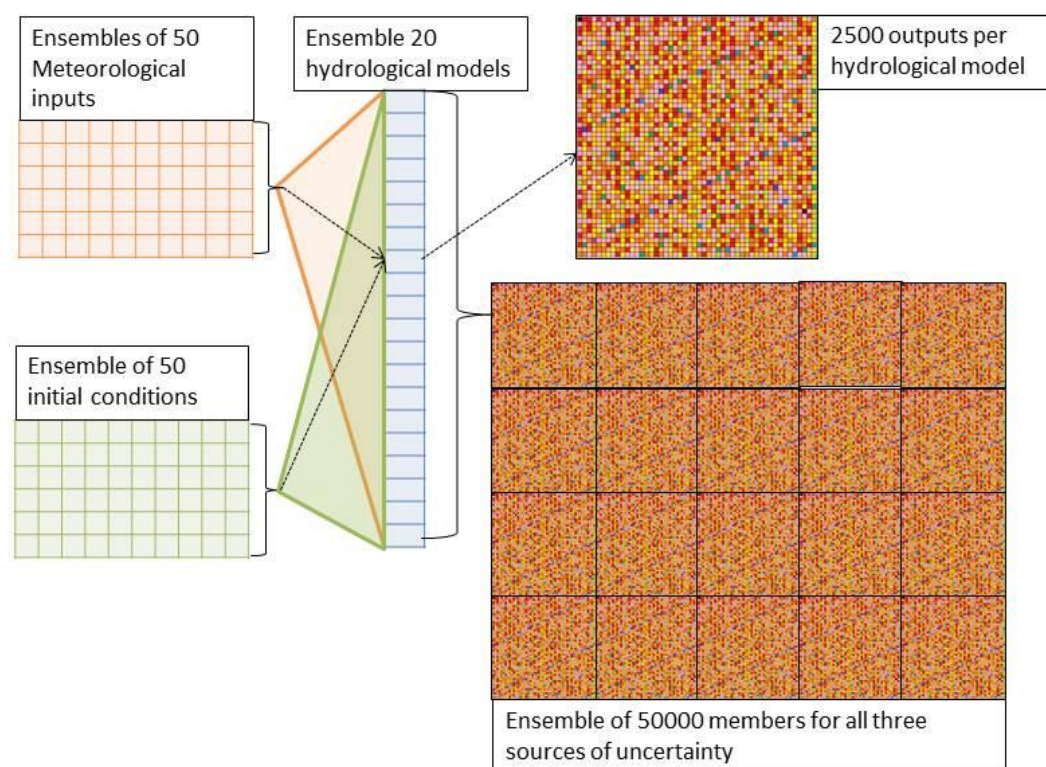 Ensembles of 50
Meteorological
inputs
Ensemble 20
hydrological models
2500 outputs per
hydrological model
Ensemble of 50
initial conditions
Ensemble of 50000 members for all three
sources of uncertainty